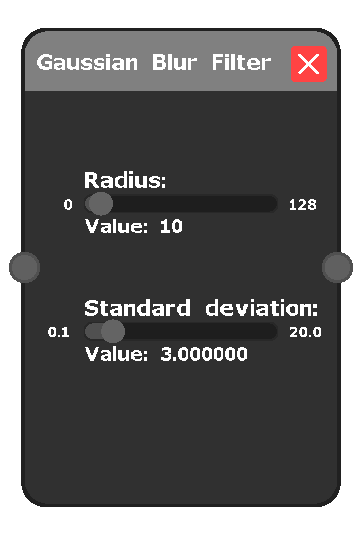 Gaussian Blur Filter
Radius:
0 128
Value: 10
Standard deviation:
0.1 20.0
Value: 3.000000